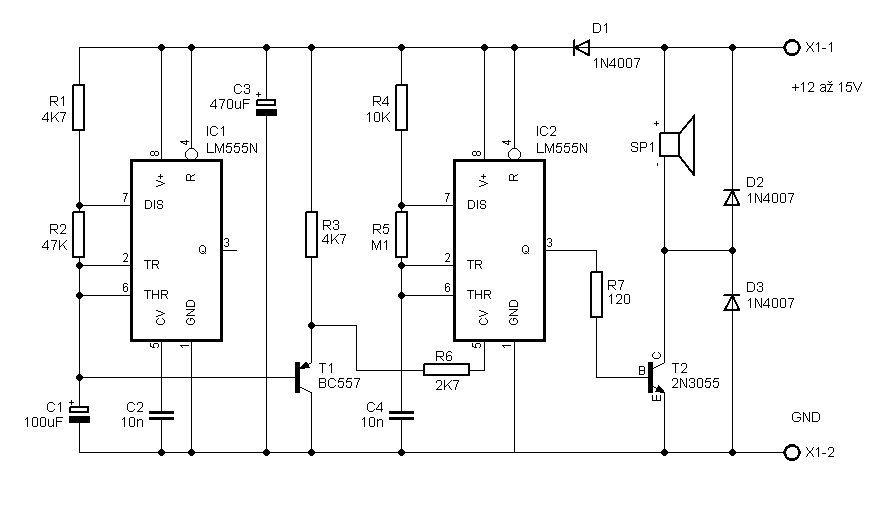 D1
1N4007
X1-1
+12 až 15V
R1
4K7
C3
470uF
+
R4
10K
IC1
LM555N
IC2
LM555N
8
4
V+
R
7
DIS
R2
47K
Q
3
2
TR
6
THR
CV
GND
5
1
R3
4K7
8
4
V+
R
7
DIS
R5
M1
Q
3
2
TR
6
THR
CV
GND
5
1
+
SP1
-
D2
1N4007
D3
1N4007
R7
120
R6
2K7
T1
BC557
C
B
E
T2
2N3055
+
C1
100uF
C2
10n
C4
10n
GND
X1-2